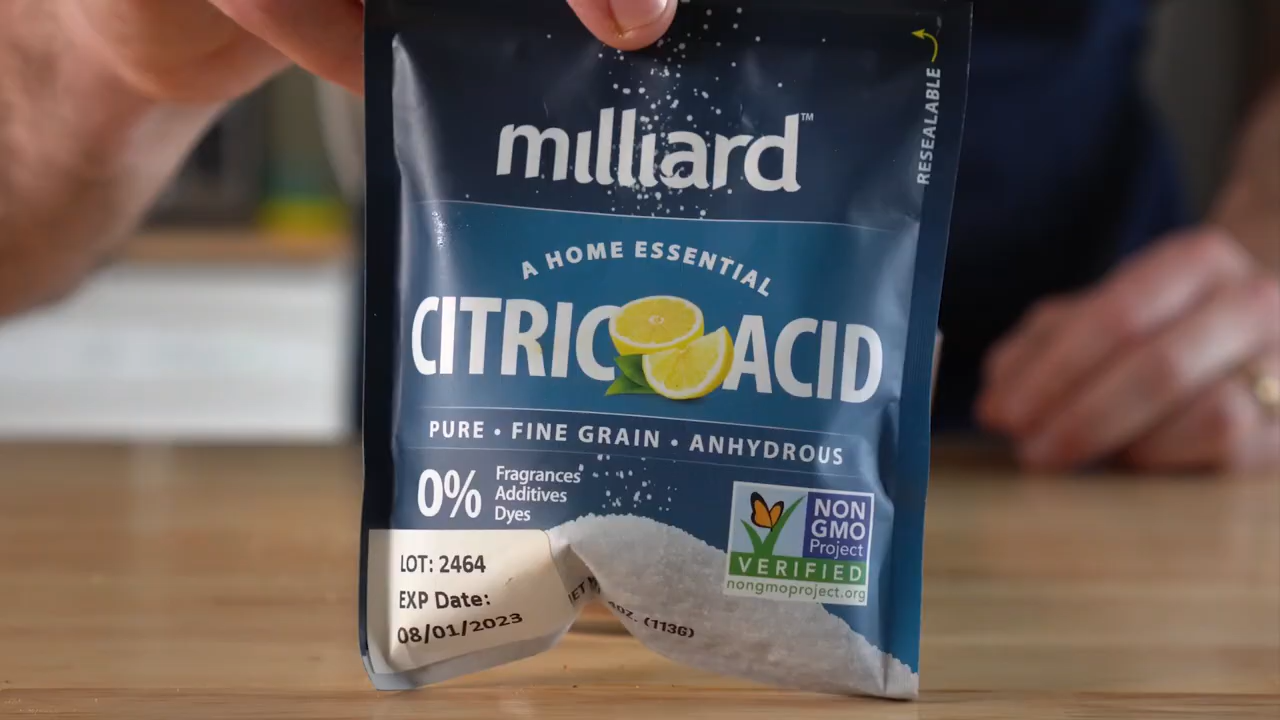 milliard™
RESEALABLE
A HOME ESSENTIAL
CITRIC ACID
PURE • FINE GRAIN • ANHYDROUS
0%
Fragrances
Additives
Dyes
NON
GMO
Project
VERIFIED
nongmoproject.org
LOT: 2464
EXP Date:
08/01/2023
OZ. (113G)